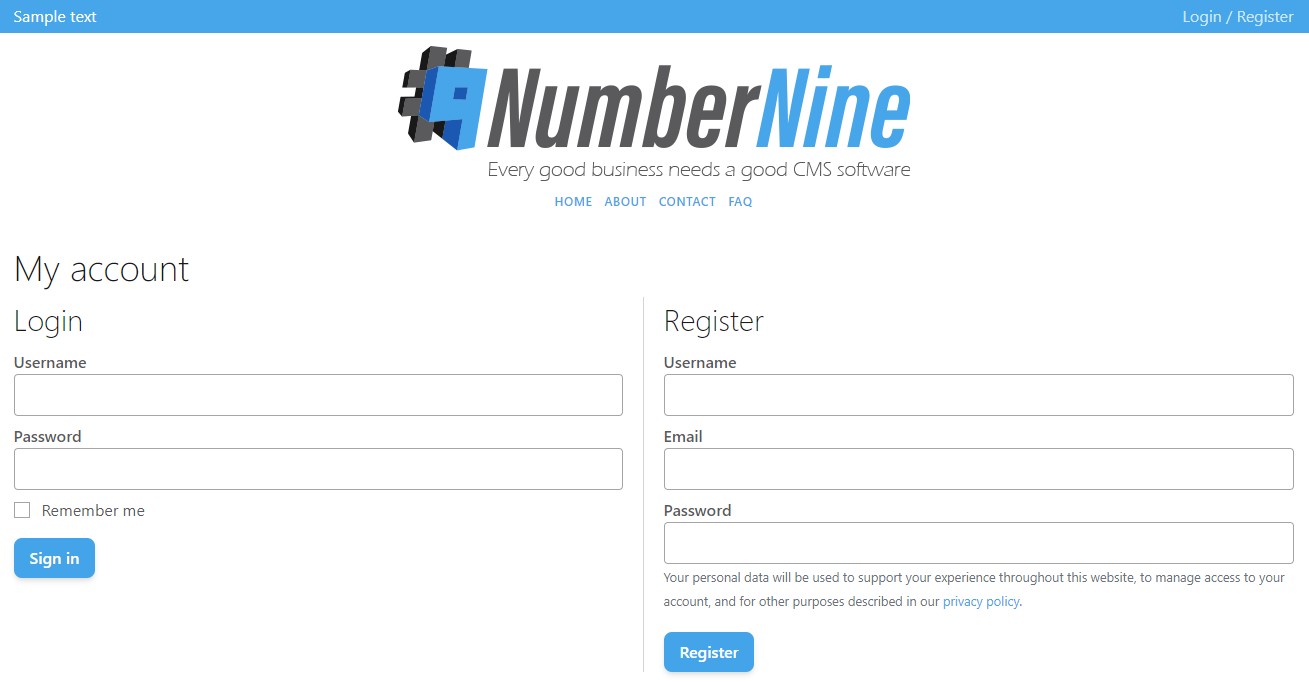 Sample text
Login / Register
NumberNine
Every good business needs a good CMS software
HOME ABOUT CONTACT FAQ
My account
Login
Username
Password
Remember me
Sign in
Register
Username
Email
Password
Your personal data will be used to support your experience throughout this website, to manage access to your
account, and for other purposes described in our privacy policy.
Register